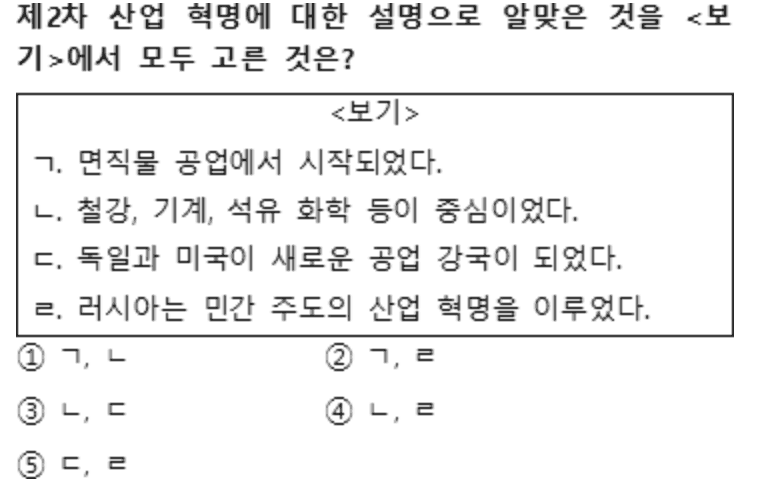 제2차 산업 혁명에 대한 설명으로 알맞은 것을 <보
기>에서 모두 고른 것은?
<보기>
ㄱ. 면직물 공업에서 시작되었다.
ㄴ. 철강, 기계, 석유 화학 등이 중심이었다.
ㄷ. 독일과 미국이 새로운 공업 강국이 되었다.
ㄹ. 러시아는 민간 주도의 산업 혁명을 이루었다.
① ㄱ, ㄴ ② ㄱ, ㄹ
③ ㄴ, ㄷ ④ ㄴ, ㄹ
⑤ ㄷ, ㄹ